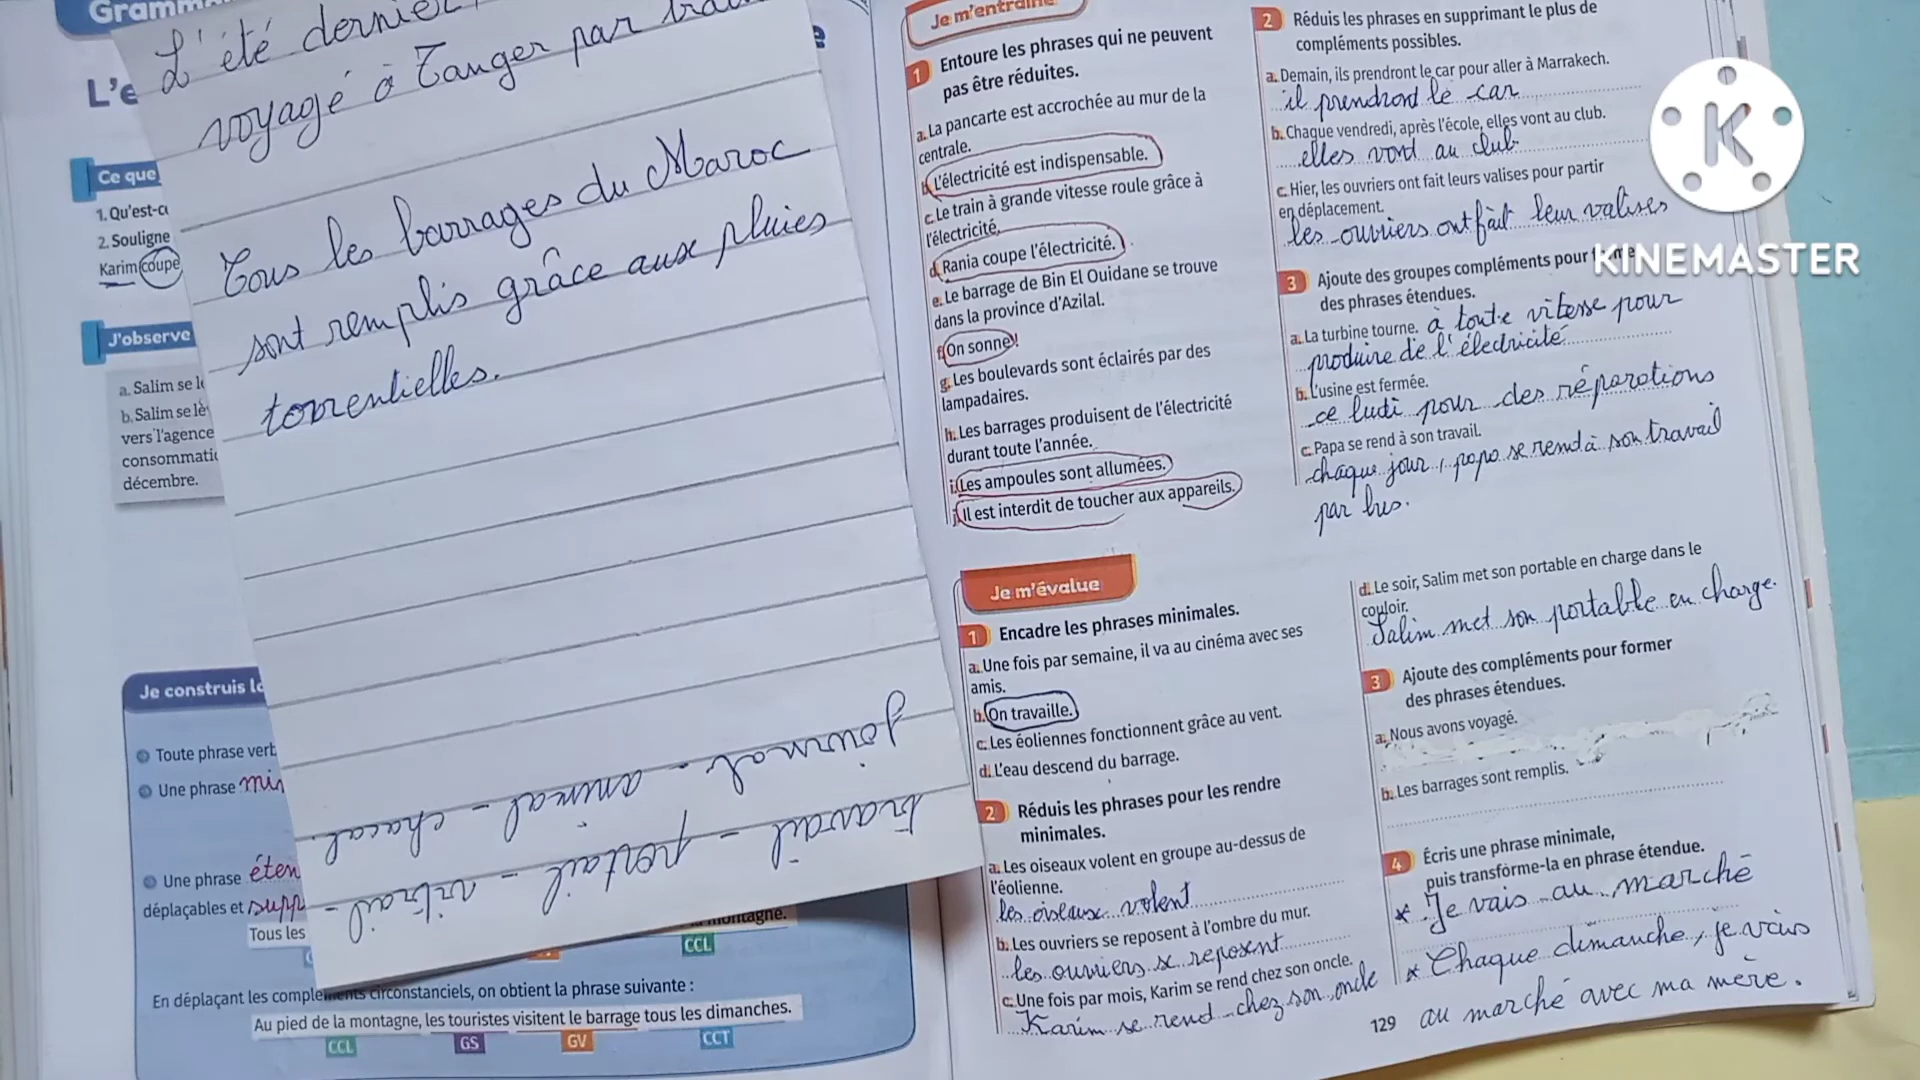 Gramm
L'e
Ce que
1. Qu'est-c
2. Souligne
Karim coupe
J'observe
a. Salim se l
b. Salim se lè
vers l'agence
consommati
décembre.
Je construis l
Toute phrase verb
Une phrase min
Une phrase éten
déplaçables et supp
Tous les
montagne.
CCL
En déplaçant les compléments circonstanciels, on obtient la phrase suivante :
Au pied de la montagne, les touristes visitent le barrage tous les dimanches.
CCL GS GV CCT
L'été dernier,
voyagé à Tanger par
Tous les barrages du Maroc
sont remplis grâce aux pluies
torrentielles.
travail - portail - vitrail -
journal - animal - chacal.
Je m'entraîne
1 Entoure les phrases qui ne peuvent
pas être réduites.
a. La pancarte est accrochée au mur de la
centrale.
b. L'électricité est indispensable.
c. Le train à grande vitesse roule grâce à
l'électricité.
d. Rania coupe l'électricité.
e. Le barrage de Bin El Ouidane se trouve
dans la province d'Azilal.
f. On sonne !
g. Les boulevards sont éclairés par des
lampadaires.
h. Les barrages produisent de l'électricité
durant toute l'année.
i. Les ampoules sont allumées.
j. Il est interdit de toucher aux appareils.
2 Réduis les phrases en supprimant le plus de
compléments possibles.
a. Demain, ils prendront le car pour aller à Marrakech.
il prendrond le car
b. Chaque vendredi, après l'école, elles vont au club.
elles vond au club
c. Hier, les ouvriers ont fait leurs valises pour partir
en déplacement.
les ouvriers ont fait leur valises
3 Ajoute des groupes compléments pour forme
des phrases étendues.
a. La turbine tourne. à toute vitesse pour
produire de l'électricité
b. L'usine est fermée.
ce ludi pour des réparations
c. Papa se rend à son travail.
chaque jour, papa se rend à son travail
par bus.
Je m'évalue
1 Encadre les phrases minimales.
a. Une fois par semaine, il va au cinéma avec ses
amis.
b. On travaille.
c. Les éoliennes fonctionnent grâce au vent.
d. L'eau descend du barrage.
2 Réduis les phrases pour les rendre
minimales.
a. Les oiseaux volent en groupe au-dessus de
l'éolienne.
les oiseaux volent
b. Les ouvriers se reposent à l'ombre du mur.
les ouvriers se reposent
c. Une fois par mois, Karim se rend chez son oncle.
Karim se rend chez son oncle
d. Le soir, Salim met son portable en charge dans le
couloir.
Salim met son portable en charge.
3 Ajoute des compléments pour former
des phrases étendues.
a. Nous avons voyagé.
b. Les barrages sont remplis.
4 Écris une phrase minimale,
puis transforme-la en phrase étendue.
* Je vais au marché
* Chaque dimanche, je vais
au marché avec ma mère.
129
K
KINEMASTER